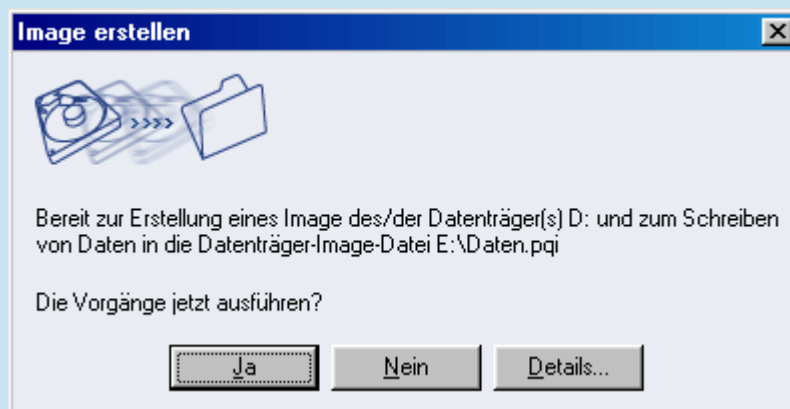 Image erstellen
Bereit zur Erstellung eines Image des/der Datenträger(s) D: und zum Schreiben
von Daten in die Datenträger-Image-Datei E:\Daten.pqi
Die Vorgänge jetzt ausführen?
Ja Nein Details...